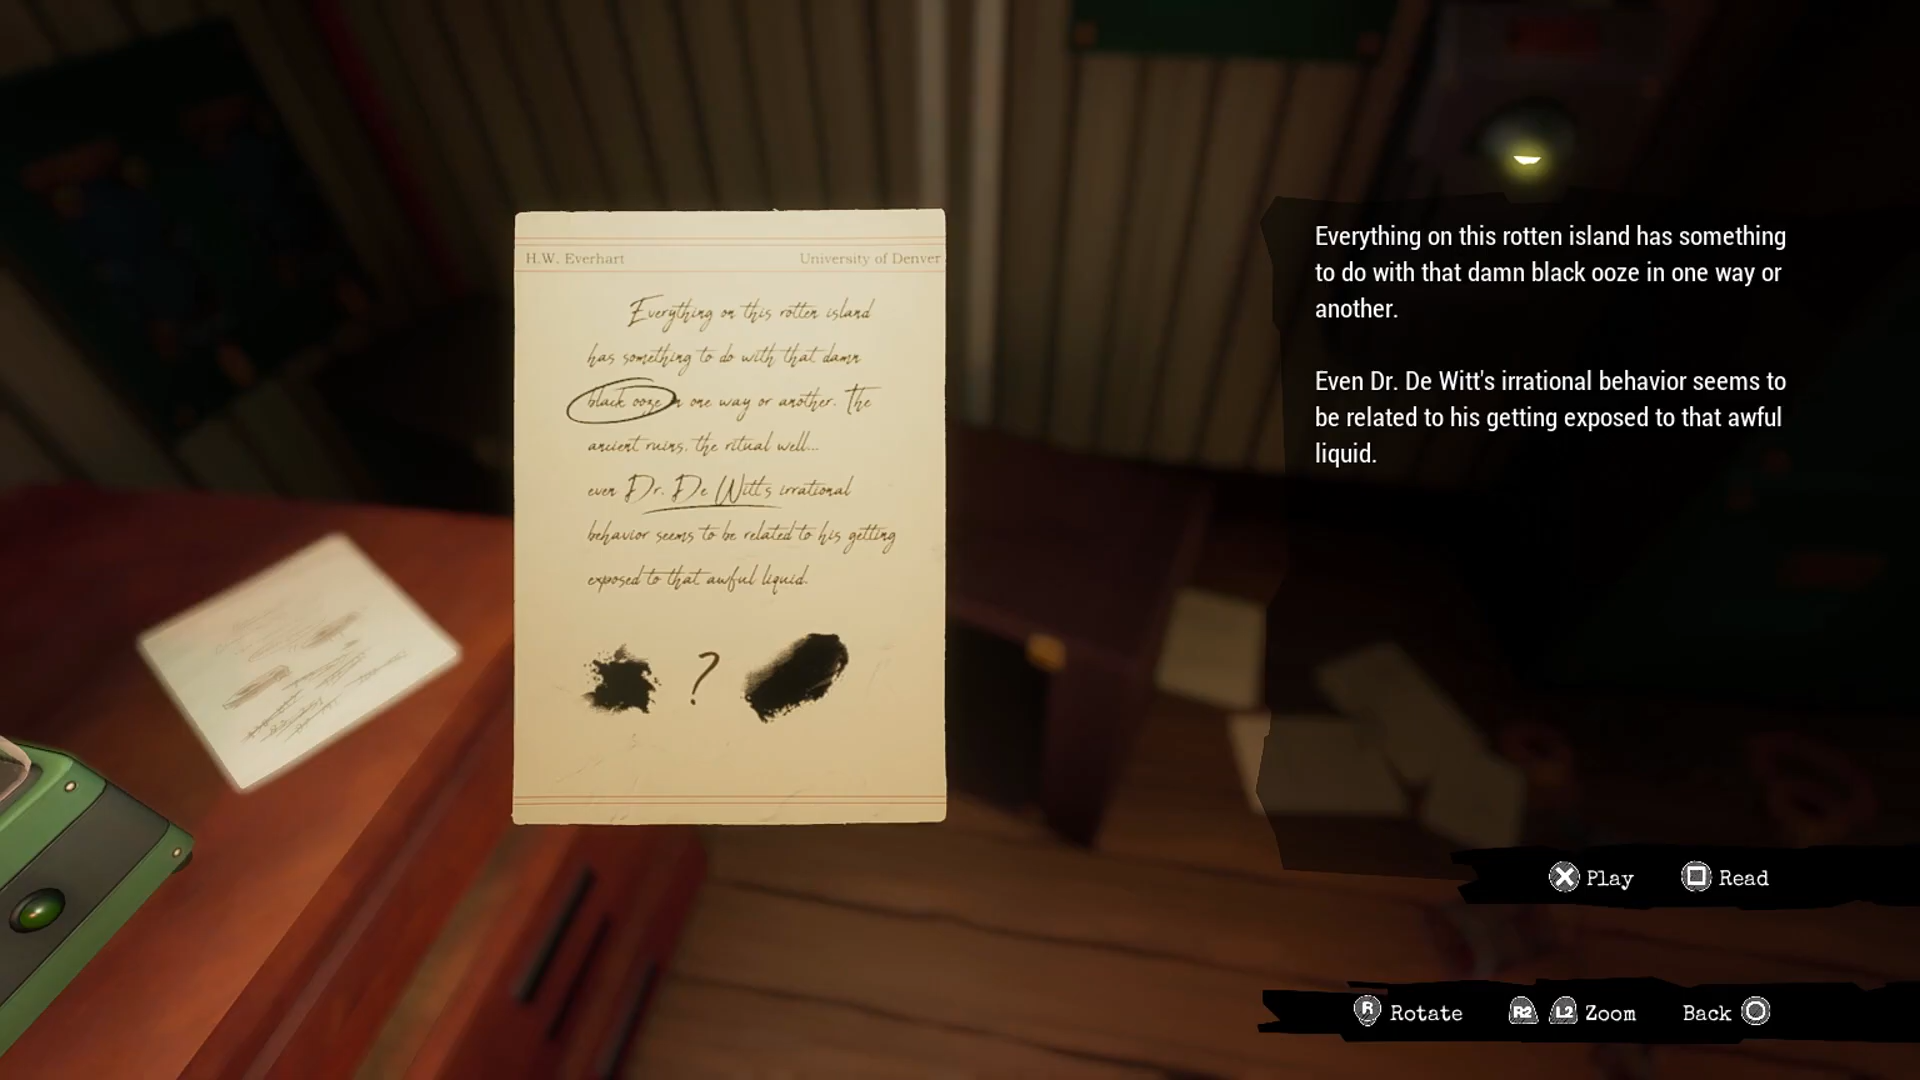 H.W. Everhart University of Denver
Everything on this rotten island
has something to do with that damn
black ooze in one way or another. The
ancient ruins, the ritual well...
even Dr. De Witt's irrational
behavior seems to be related to his getting
exposed to that awful liquid.
?
Everything on this rotten island has something
to do with that damn black ooze in one way or
another.
Even Dr. De Witt's irrational behavior seems to
be related to his getting exposed to that awful
liquid.
Play Read
R Rotate R2 L2 Zoom Back